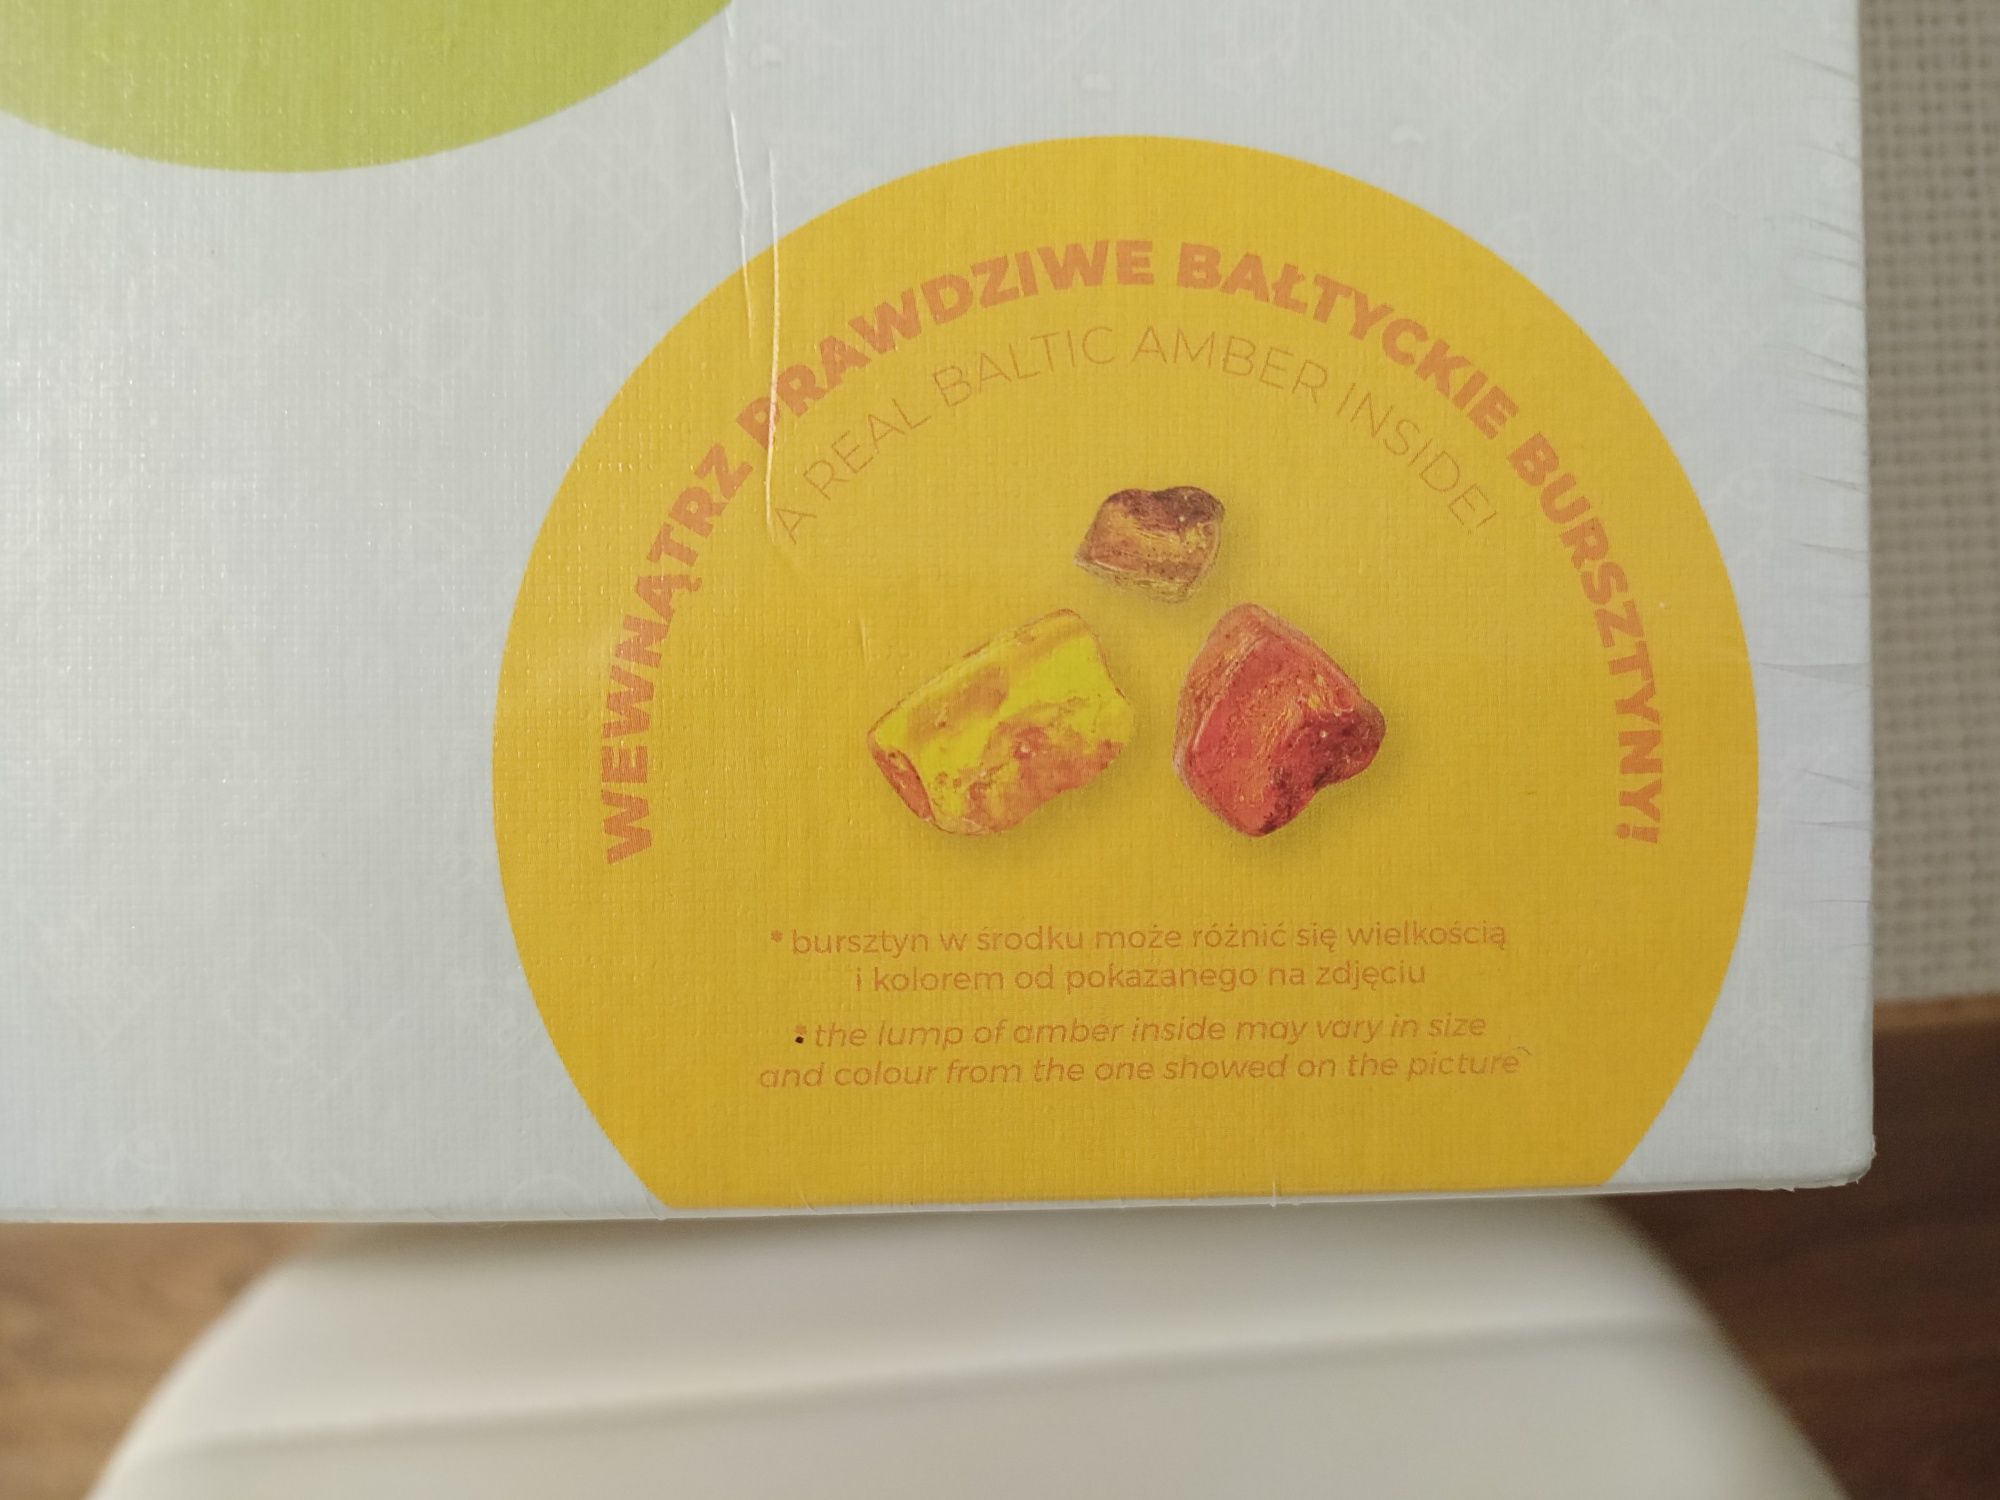 WEWNĄTRZ PRAWDZIWE BAŁTYCKIE BURSZTYNY!
A REAL BALTIC AMBER INSIDE!
* bursztyn w środku może różnić się wielkością
i kolorem od pokazanego na zdjęciu
* the lump of amber inside may vary in size
and colour from the one showed on the picture